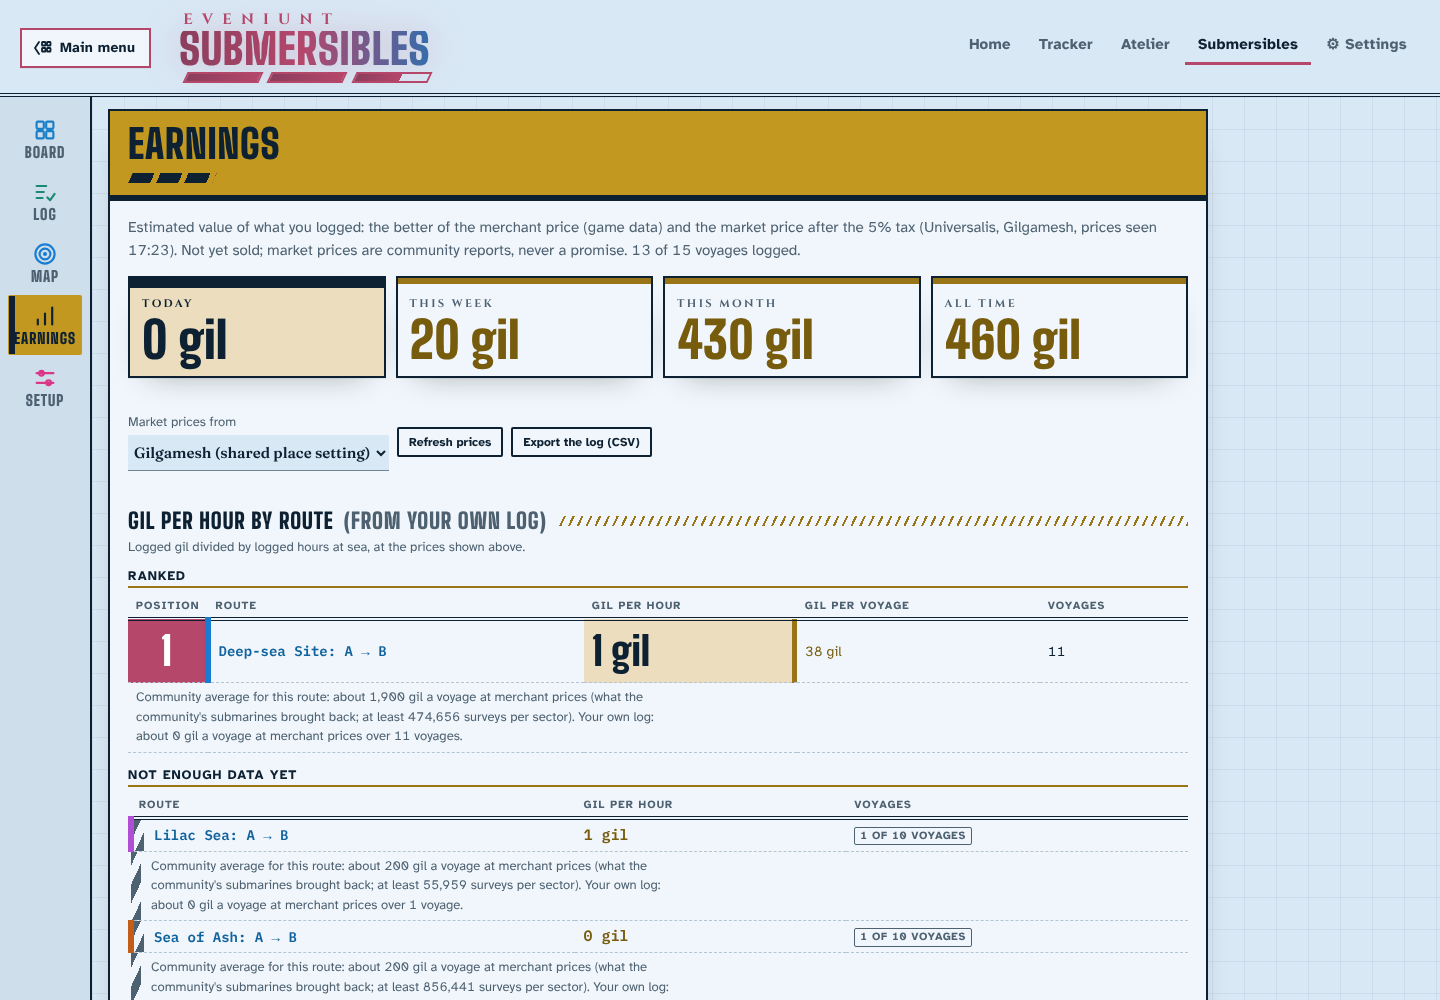 Main menu
EVENIUNT
SUBMERSIBLES
Home
Tracker
Atelier
Submersibles
⚙ Settings
BOARD
LOG
MAP
EARNINGS
SETUP
EARNINGS
Estimated value of what you logged: the better of the merchant price (game data) and the market price after the 5% tax (Universalis, Gilgamesh, prices seen
17:23). Not yet sold; market prices are community reports, never a promise. 13 of 15 voyages logged.
TODAY
0 gil
THIS WEEK
20 gil
THIS MONTH
430 gil
ALL TIME
460 gil
Market prices from
Gilgamesh (shared place setting)
Refresh prices
Export the log (CSV)
GIL PER HOUR BY ROUTE (FROM YOUR OWN LOG)
Logged gil divided by logged hours at sea, at the prices shown above.
RANKED
POSITION ROUTE GIL PER HOUR GIL PER VOYAGE VOYAGES
1 Deep-sea Site: A → B 1 gil 38 gil 11
Community average for this route: about 1,900 gil a voyage at merchant prices (what the
community's submarines brought back; at least 474,656 surveys per sector). Your own log:
about 0 gil a voyage at merchant prices over 11 voyages.
NOT ENOUGH DATA YET
ROUTE GIL PER HOUR VOYAGES
Lilac Sea: A → B 1 gil 1 OF 10 VOYAGES
Community average for this route: about 200 gil a voyage at merchant prices (what the
community's submarines brought back; at least 55,959 surveys per sector). Your own log:
about 0 gil a voyage at merchant prices over 1 voyage.
Sea of Ash: A → B 0 gil 1 OF 10 VOYAGES
Community average for this route: about 200 gil a voyage at merchant prices (what the
community's submarines brought back; at least 856,441 surveys per sector). Your own log: